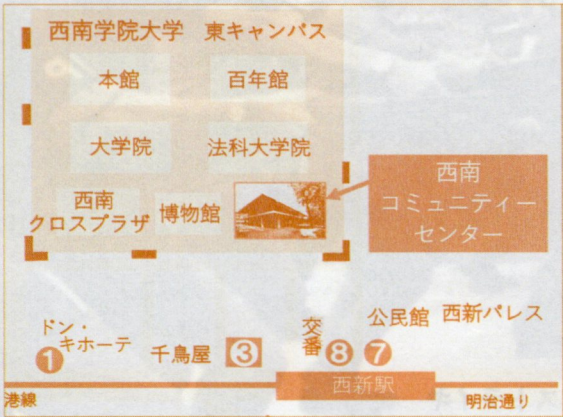 西南学院大学 東キャンパス
本館 百年館
大学院 法科大学院
西南
クロスプラザ
博物館
西南
コミュニティー
センター
ドン・
キホーテ
❶
千鳥屋
3
交番
❽
❼
公民館
西新パレス
西新駅
港線
明治通り